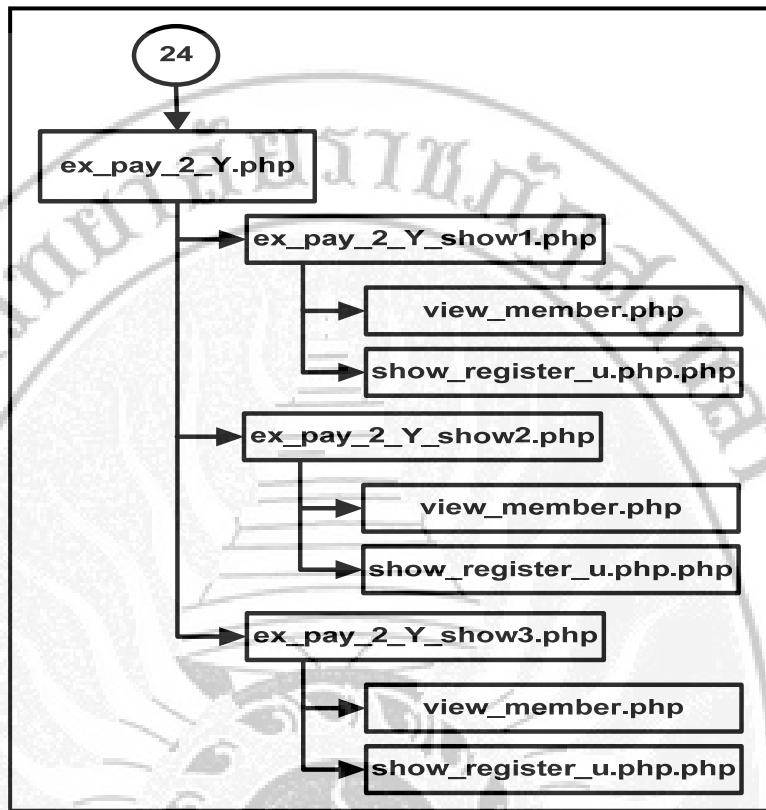 24
ex_pay_2_Y.php
ex_pay_2_Y_show1.php
view_member.php
show_register_u.php.php
ex_pay_2_Y_show2.php
view_member.php
show_register_u.php.php
ex_pay_2_Y_show3.php
view_member.php
show_register_u.php.php